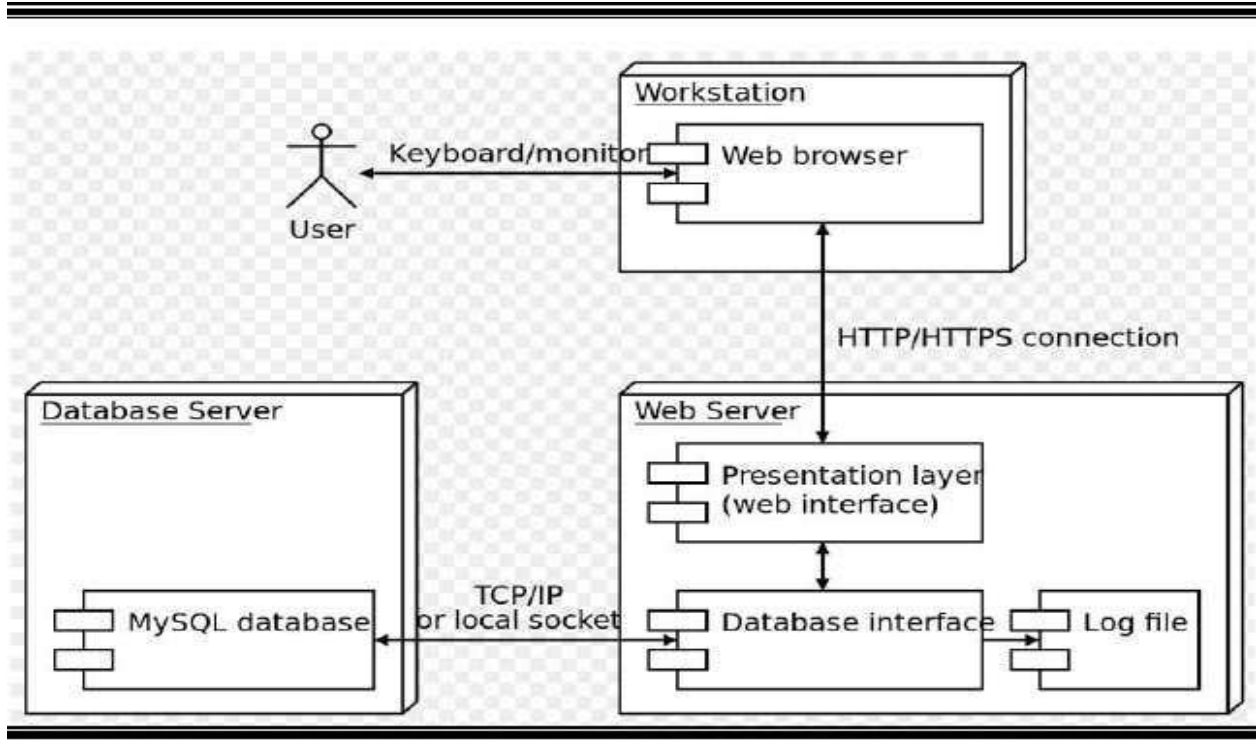 Workstation
Keyboard/monitor
Web browser
User
HTTP/HTTPS connection
Database Server
Web Server
Presentation layer
(web interface)
TCP/IP
or local socket
MySQL database
Database interface
Log file